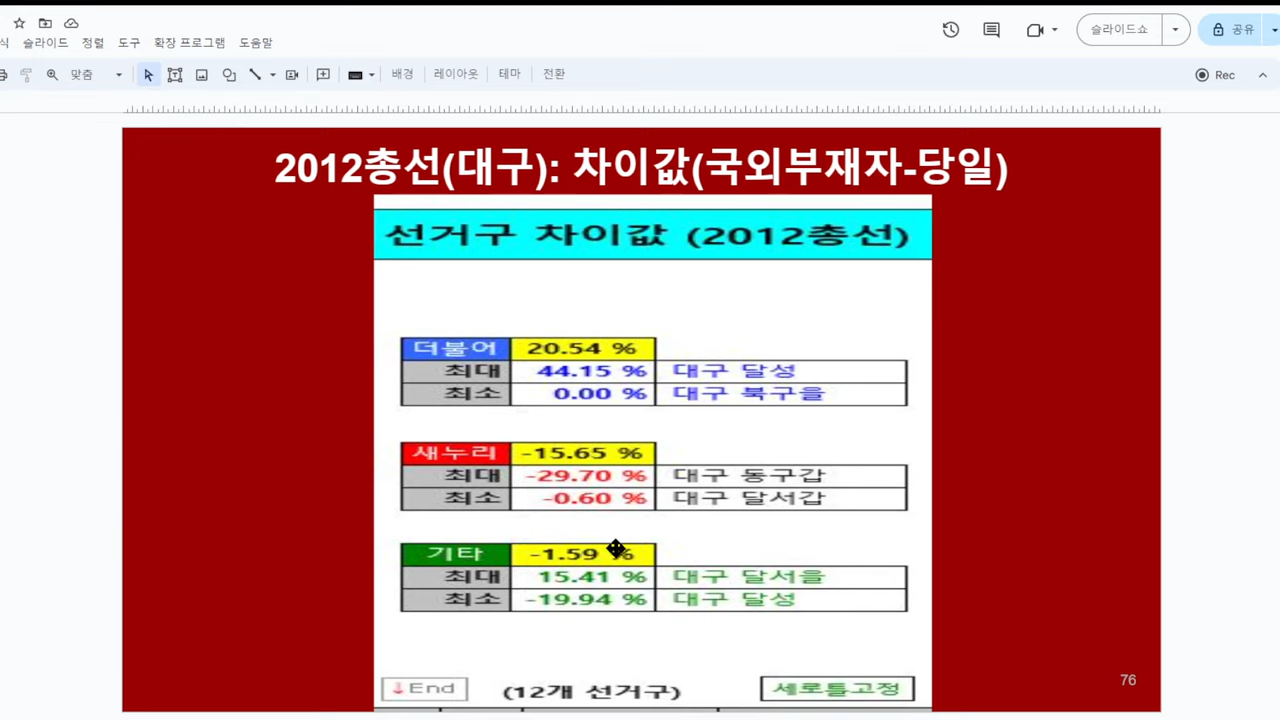 식 슬라이드 정렬 도구 확장 프로그램 도움말
슬라이드쇼 공유
맞춤 배경 레이아웃 테마 전환 Rec
2012총선(대구): 차이값(국외부재자-당일)
선거구 차이값 (2012총선)
더불어 20.54 %
최대 44.15 % 대구 달성
최소 0.00 % 대구 북구을
새누리 -15.65 %
최대 -29.70 % 대구 동구갑
최소 -0.60 % 대구 달서갑
기타 -1.59 %
최대 15.41 % 대구 달서을
최소 -19.94 % 대구 달성
↓End (12개 선거구) 세로틀고정
76